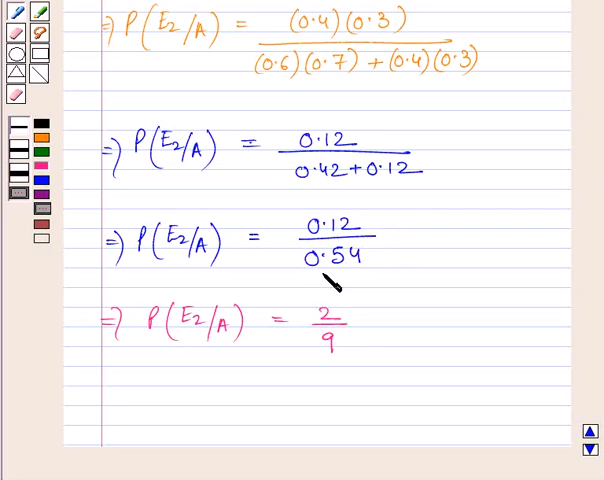 ⇒ P(E2/A) = (0.4)(0.3) / (0.6)(0.7) + (0.4)(0.3)
⇒ P(E2/A) = 0.12 / 0.42 + 0.12
⇒ P(E2/A) = 0.12 / 0.54
⇒ P(E2/A) = 2 / 9